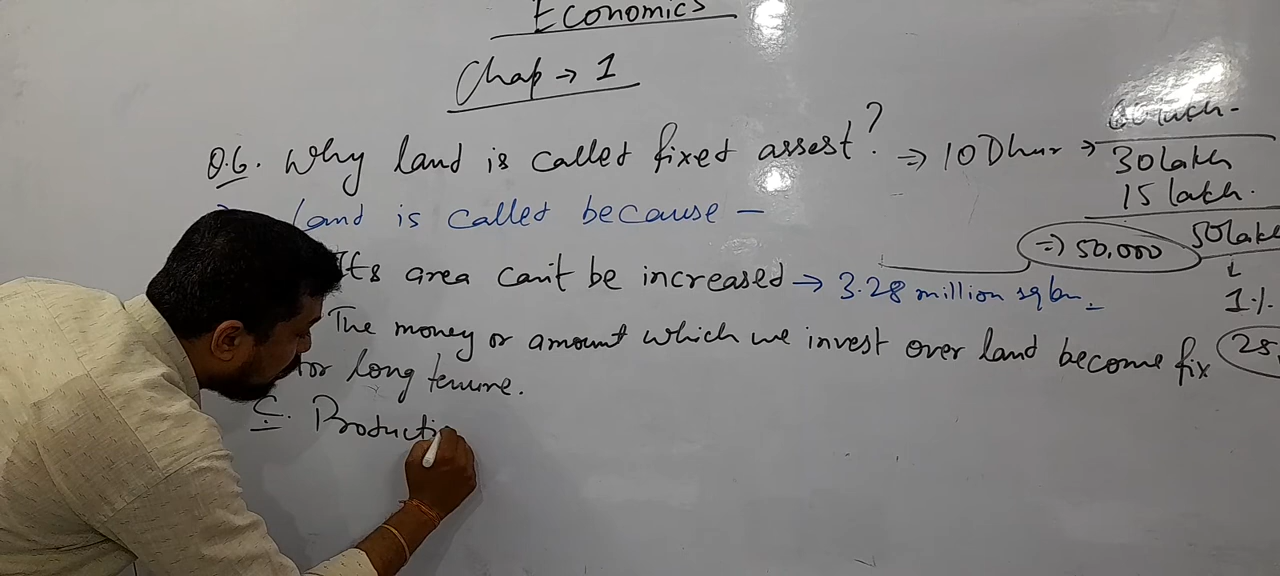 Economics
Chap → 1
Q.6. Why land is called fixed assest? ⇒ 10 Dhur →
30 lakh
15 lakh.
land is called because –
⇒ 50,000 50 lakh
↓
1%
Its area can't be increased → 3.28 million sq km.
The money or amount which we invest over land become fix
for long tenure.
C. Producti